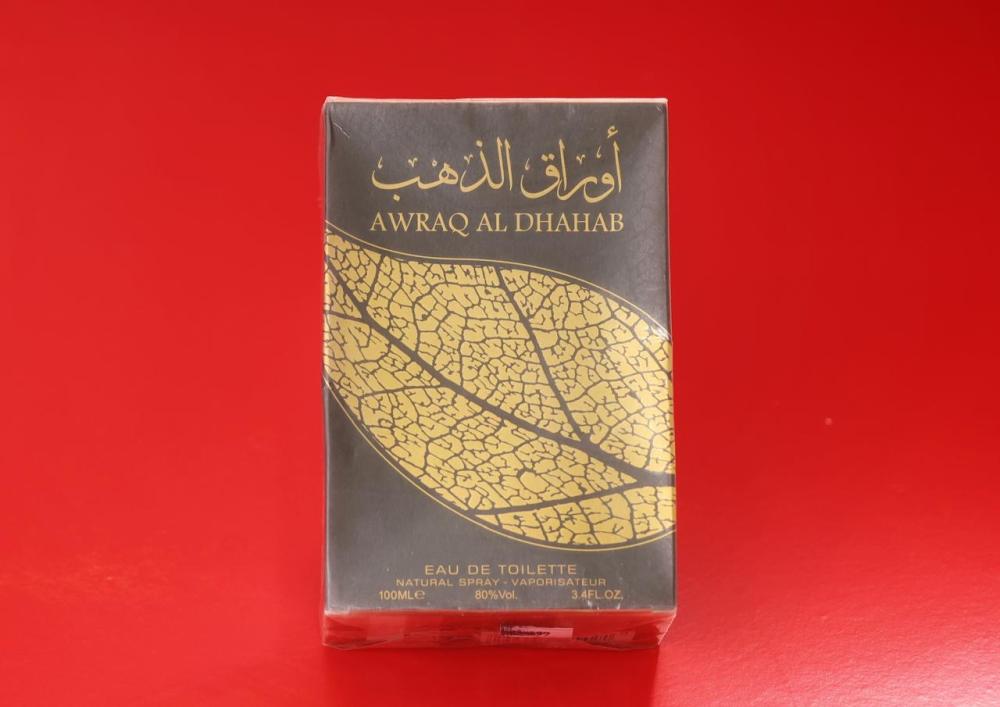 أوراق الذهب
AWRAQ AL DHAHAB
EAU DE TOILETTE
NATURAL SPRAY - VAPORISATEUR
100ML℮ 80%Vol. 3.4FL.OZ.